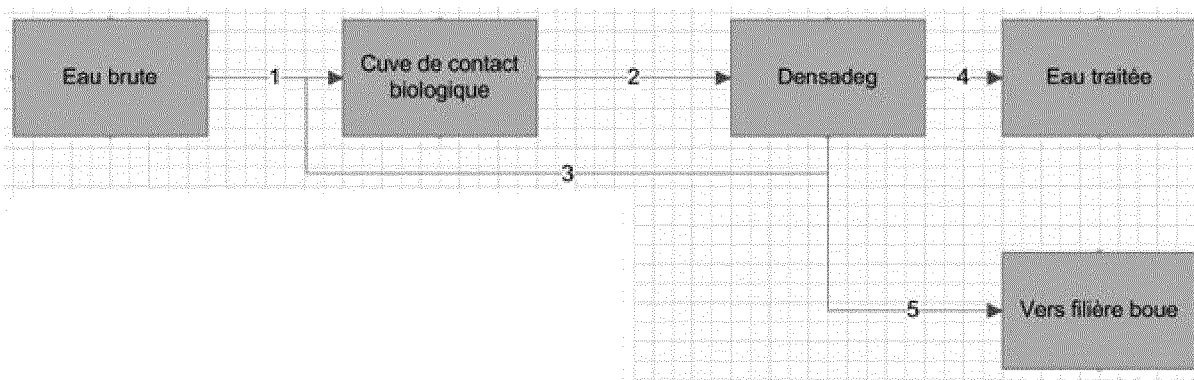 Eau brute
1
Cuve de contact
biologique
2
Densadeg
4
Eau traitée
3
5
Vers filière boue